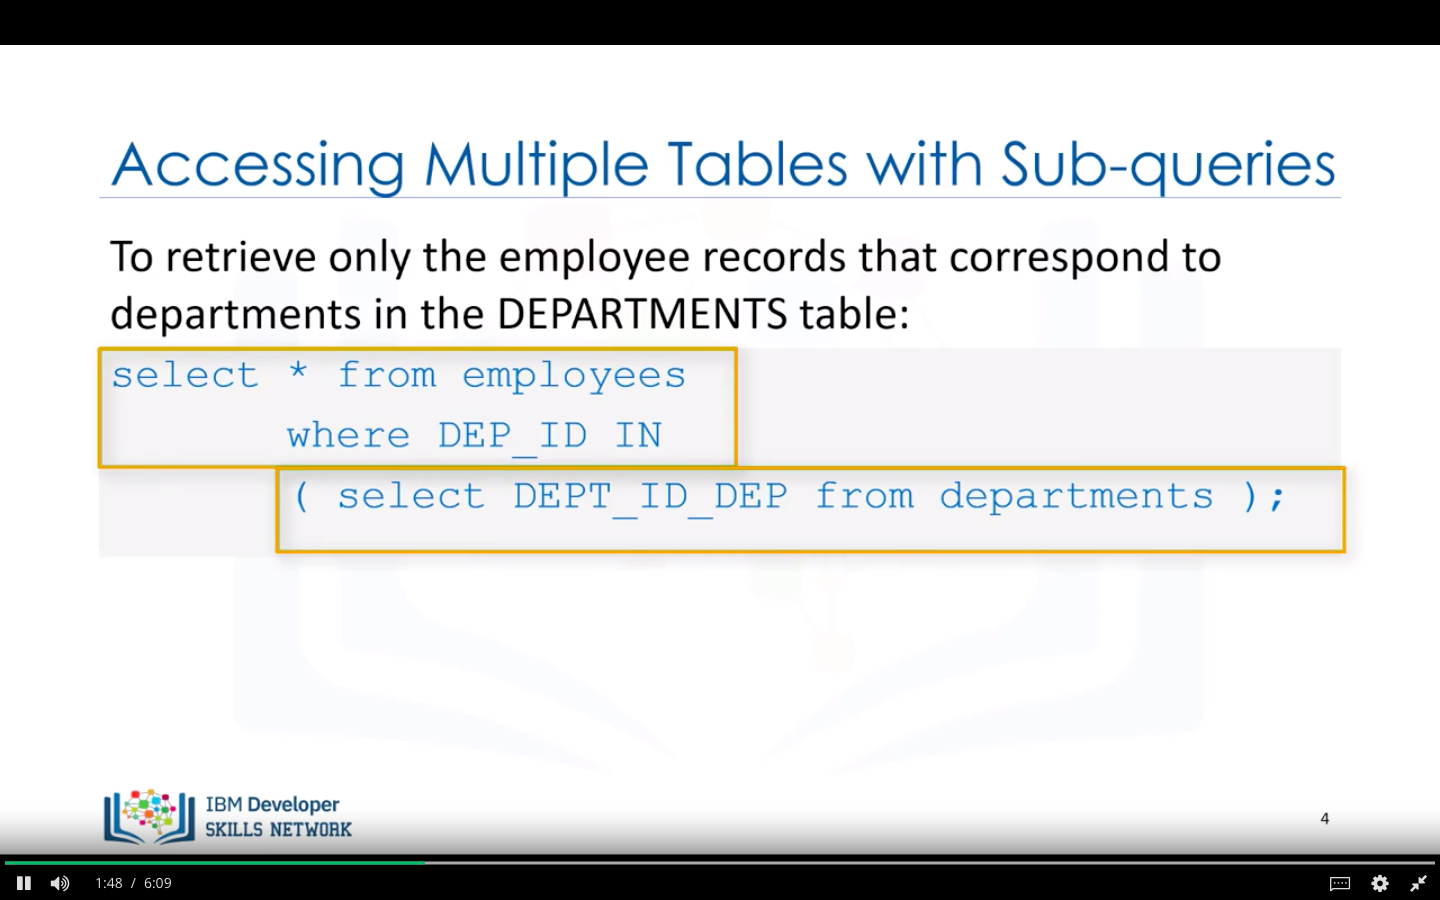 Accessing Multiple Tables with Sub-queries
To retrieve only the employee records that correspond to
departments in the DEPARTMENTS table:
select * from employees
where DEP_ID IN
( select DEPT_ID_DEP from departments );
IBM Developer
SKILLS NETWORK
4
1:48 / 6:09